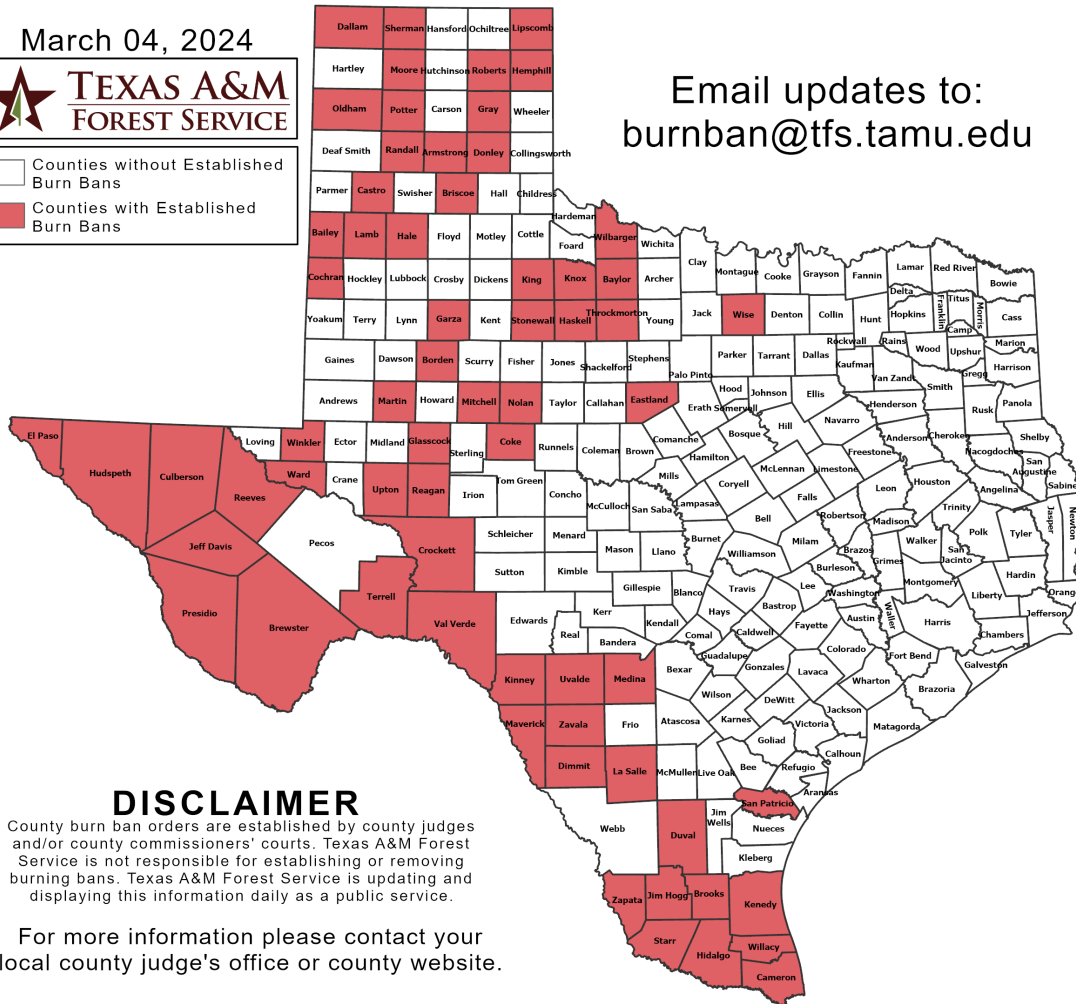 March 04, 2024
TEXAS A&M
FOREST SERVICE
Counties without Established
Burn Bans
Counties with Established
Burn Bans
Email updates to:
burnban@tfs.tamu.edu
Dallam Sherman Hansford Ochiltree Lipscomb
Hartley Moore Hutchinson Roberts Hemphill
Oldham Potter Carson Gray Wheeler
Deaf Smith Randall Armstrong Donley Collingsworth
Parmer Castro Swisher Briscoe Hall Childress
Hardeman
Bailey Lamb Hale Floyd Motley Cottle Foard Wilbarger Wichita
Clay Montague Cooke Grayson Fannin Lamar Red River Bowie
Cochran Hockley Lubbock Crosby Dickens King Knox Baylor Archer
Delta Franklin Titus Morris Cass
Yoakum Terry Lynn Garza Kent Stonewall Haskell Throckmorton Young Jack Wise Denton Collin Hunt Hopkins Camp
Rockwall Rains Wood Upshur Marion
Gaines Dawson Borden Scurry Fisher Jones Shackelford Stephens Palo Pinto Parker Tarrant Dallas Kaufman Van Zandt Gregg Harrison
Smith
Andrews Martin Howard Mitchell Nolan Taylor Callahan Eastland Erath Hood Somervell Johnson Ellis Henderson Rusk Panola
El Paso Hudspeth Culberson Reeves Loving Winkler Ector Midland Glasscock Sterling Coke Runnels Coleman Brown Comanche Bosque Hill Navarro Anderson Cherokee Nacogdoches Shelby
Hamilton Freestone San
Augustine
Sabine
Ward Crane Upton Reagan Irion Tom Green Concho Mills McLennan Limestone Houston Angelina
Coryell Falls Leon Trinity
McCulloch San Saba Lampasas Bell Robertson Madison Polk Tyler Jasper Newton
Jeff Davis Pecos Crockett Schleicher Menard Burnet Milam Walker San
Jacinto
Mason Llano Williamson Brazos Grimes
Sutton Kimble Burleson Montgomery Hardin
Terrell Gillespie Blanco Travis Lee Washington Liberty Orange
Presidio Brewster Val Verde Edwards Kerr Kendall Hays Bastrop Fayette Austin Waller Harris Jefferson
Real Bandera Comal Caldwell Colorado Chambers
Kinney Uvalde Medina Bexar Guadalupe Gonzales Lavaca Wharton Fort Bend Galveston
Wilson DeWitt Brazoria
Maverick Zavala Frio Atascosa Karnes Victoria Jackson Matagorda
Goliad Calhoun
Dimmit La Salle McMullen Live Oak Bee Refugio
Aransas
Webb Duval Jim
Wells San Patricio
Nueces
Kleberg
Zapata Jim Hogg Brooks Kenedy
Starr Hidalgo Willacy
Cameron
DISCLAIMER
County burn ban orders are established by county judges
and/or county commissioners' courts. Texas A&M Forest
Service is not responsible for establishing or removing
burning bans. Texas A&M Forest Service is updating and
displaying this information daily as a public service.
For more information please contact your
local county judge's office or county website.